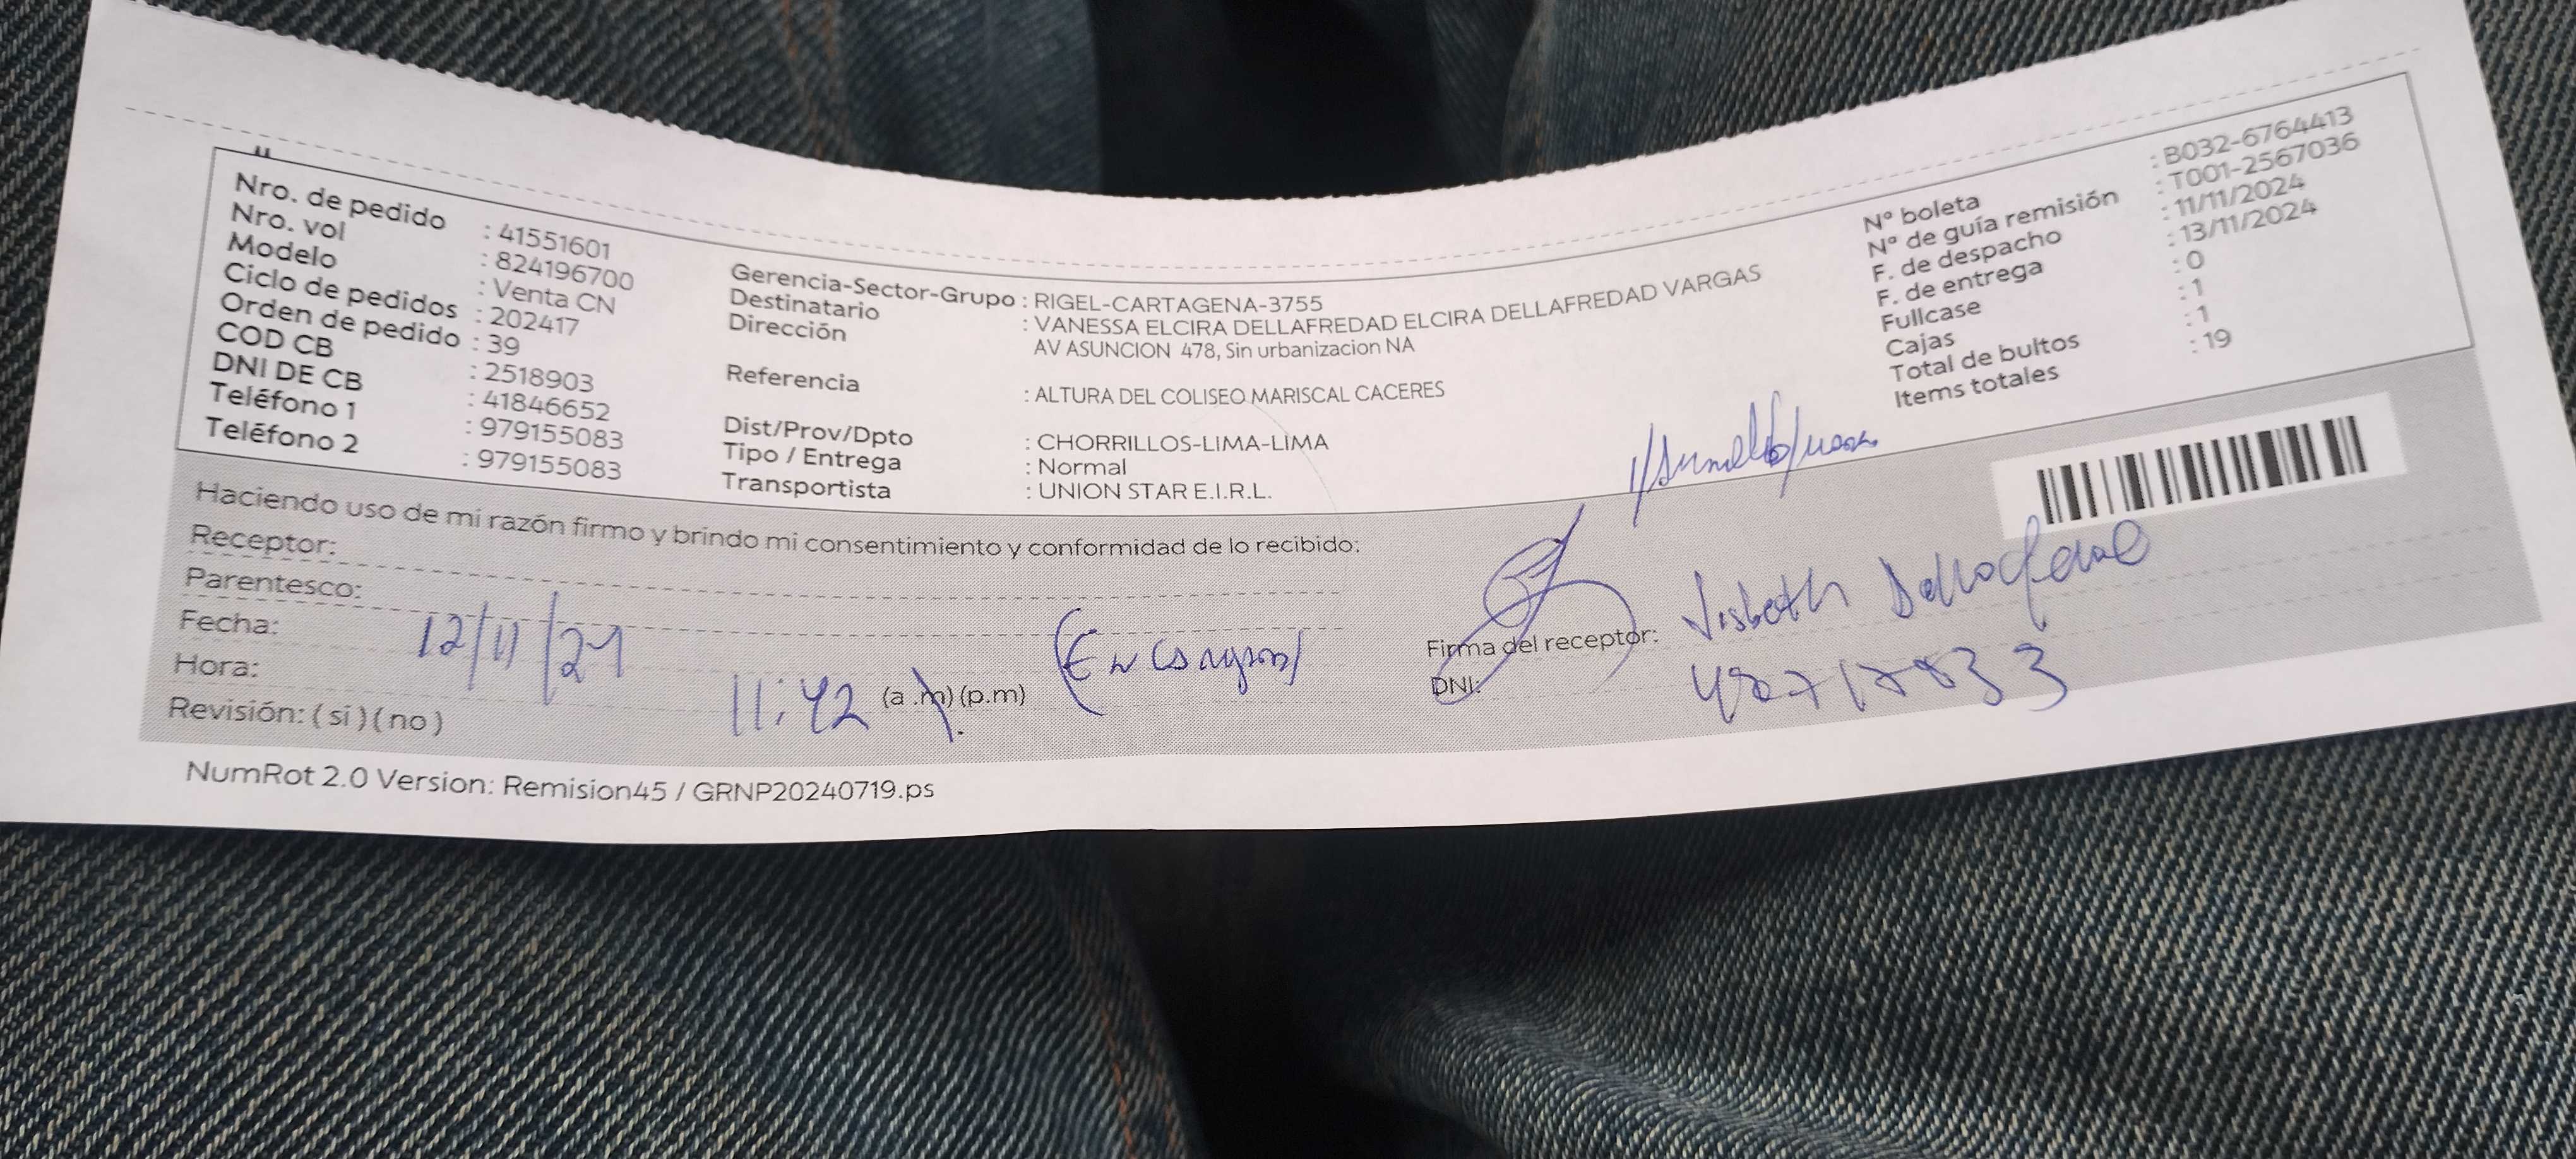 Nro. de pedido : 41551601
Nro. vol : 824196700
Modelo : Venta CN
Ciclo de pedidos : 202417
Orden de pedido : 39
COD CB : 2518903
DNI DE CB : 41846652
Teléfono 1 : 979155083
Teléfono 2 : 979155083
Gerencia-Sector-Grupo : RIGEL-CARTAGENA-3755
Destinatario : VANESSA ELCIRA DELLAFREDAD ELCIRA DELLAFREDAD VARGAS
Dirección AV ASUNCION 478, Sin urbanizacion NA
Referencia : ALTURA DEL COLISEO MARISCAL CACERES
Dist/Prov/Dpto : CHORRILLOS-LIMA-LIMA
Tipo / Entrega : Normal
Transportista : UNION STAR E.I.R.L.
N° boleta : B032-6764413
N° de guía remisión : T001-2567036
F. de despacho : 11/11/2024
F. de entrega : 13/11/2024
Fullcase : 0
Cajas : 1
Total de bultos : 1
Items totales : 19
Haciendo uso de mi razón firmo y brindo mi consentimiento y conformidad de lo recibido:
Receptor:
Parentesco:
Fecha: 12/11/24
Hora: 11:42 (a.m) (p.m)
Revisión: ( si ) ( no )
Firma del receptor: Lisbeth
DNI:
NumRot 2.0 Version: Remision45 / GRNP20240719.ps